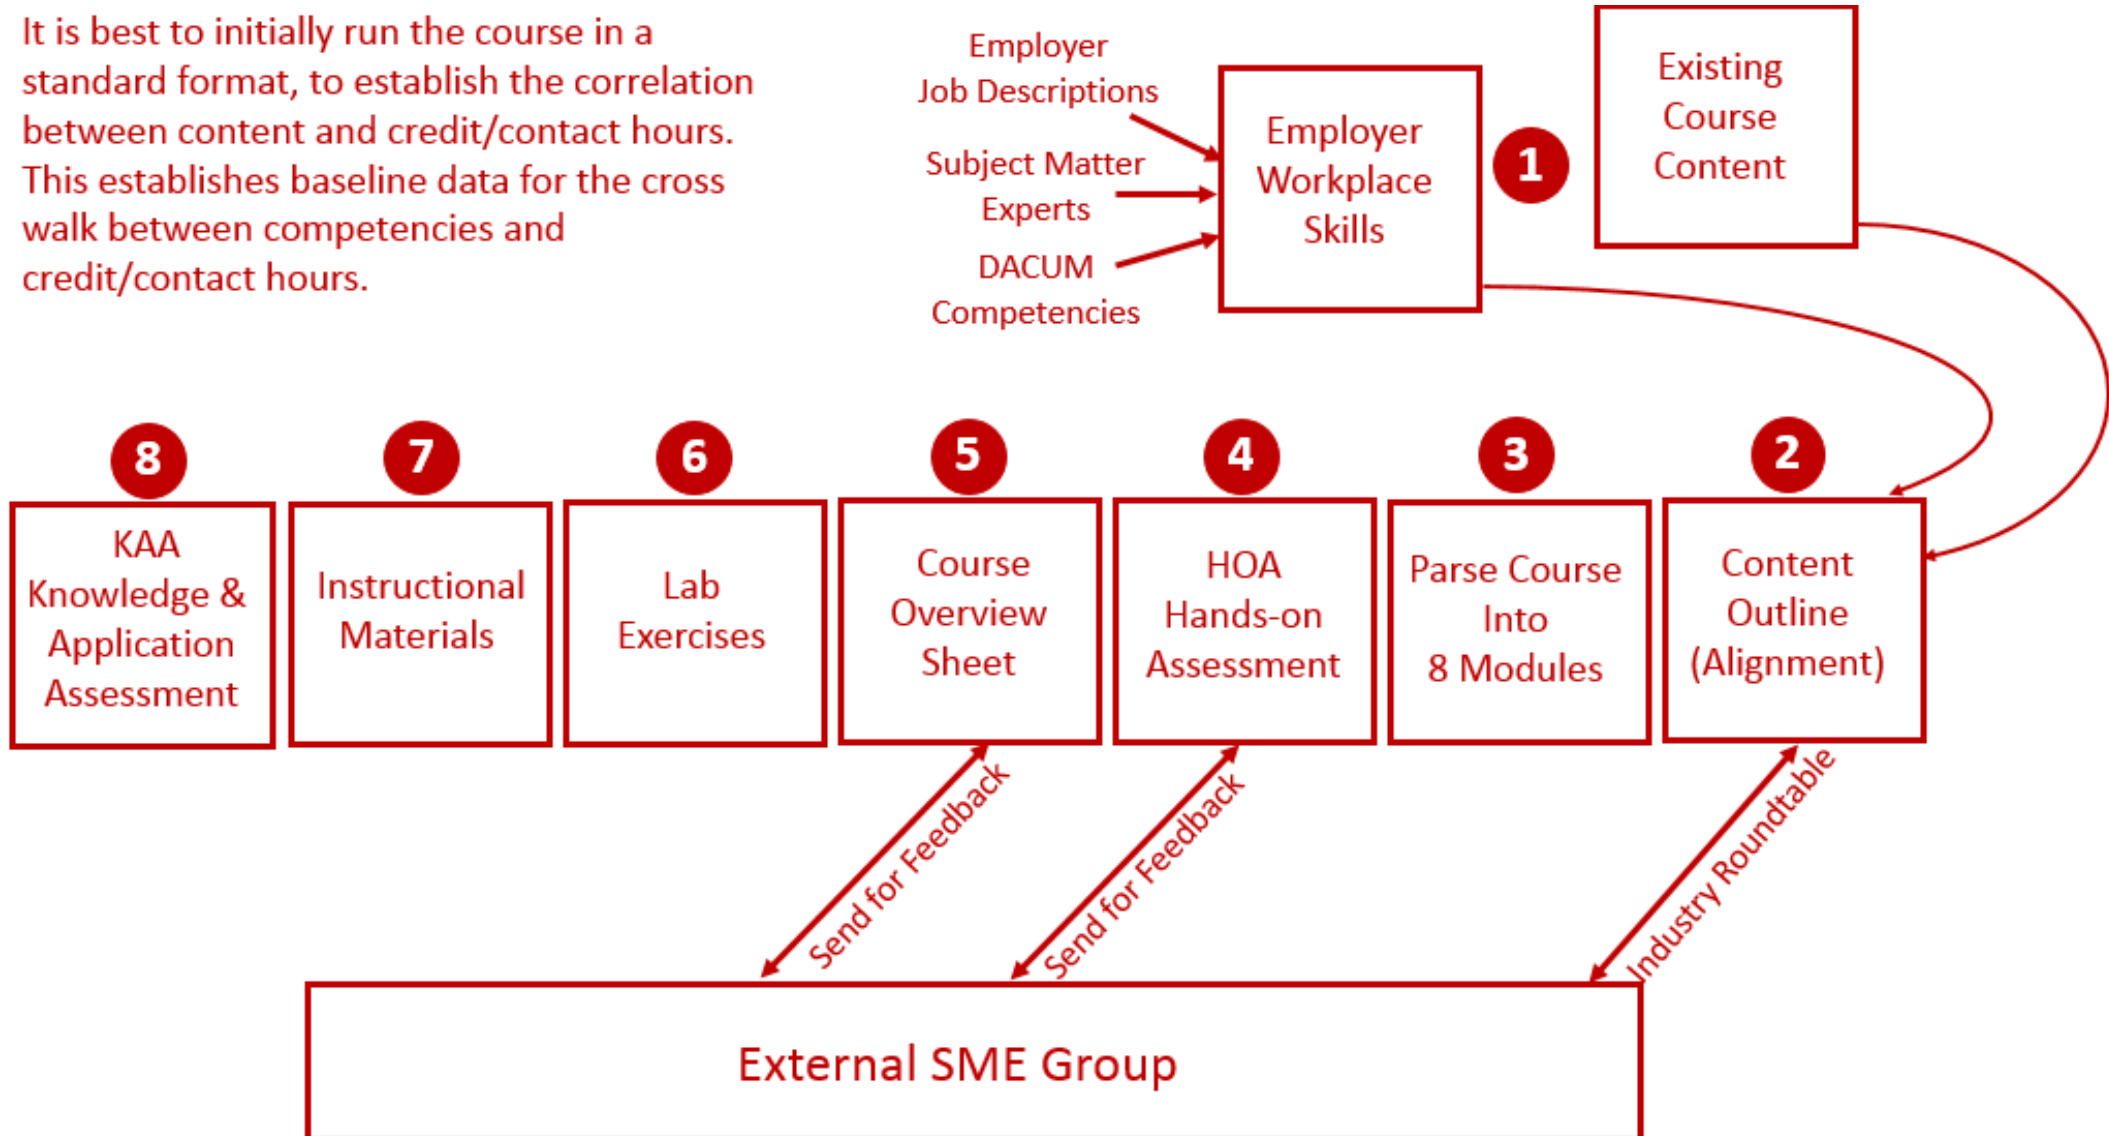 It is best to initially run the course in a
standard format, to establish the correlation
between content and credit/contact hours.
This establishes baseline data for the cross
walk between competencies and
credit/contact hours.
Employer
Job Descriptions
Subject Matter
Experts
DACUM
Competencies
Employer
Workplace
Skills
1
Existing
Course
Content
8
KAA
Knowledge &
Application
Assessment
7
Instructional
Materials
6
Lab
Exercises
5
Course
Overview
Sheet
4
HOA
Hands-on
Assessment
3
Parse Course
Into
8 Modules
2
Content
Outline
(Alignment)
Send for Feedback
Send for Feedback
Industry Roundtable
External SME Group